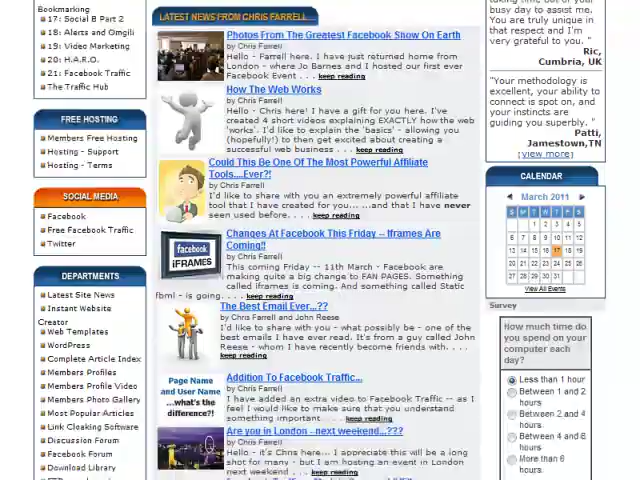 Bookmarking
17: Social B Part 2
18: Alerts and Gmail
19: Video Marketing
20: H.A.R.O.
21: Facebook Traffic
The Traffic Hub
FREE HOSTING
Members Free Hosting
Hosting - Support
Hosting - Terms
SOCIAL MEDIA
Facebook
Free Facebook Traffic
Twitter
DEPARTMENTS
Latest Site News
Instant Website
Creator
Web Templates
WordPress
Complete Article Index
Members Profiles
Members Profile Video
Members Photo Gallery
Most Popular Articles
Link Cloaking Software
Discussion Forum
Facebook Forum
Download Library
LATEST NEWS FROM CHRIS FARRELL
Photos From The Greatest Facebook Show On Earth
by Chris Farrell
Hello - Farrell here. I have just returned home from
London - where Jo Barnes and I hosted our first ever
Facebook Event . . . keep reading
How The Web Works
by Chris Farrell
Hello - Chris here! I have a gift for you here. I've
created 4 short videos explaining EXACTLY how the web
'works'. I'd like to explain the 'basics' - allowing you
(hopefully!) to then get excited about creating a
successful web business . . . keep reading
Could This Be One Of The Most Powerful Affiliate
Tools....Ever?!
by Chris Farrell
I'd like to share with you an extremely powerful affiliate
tool that I have created for you... ...and that I have never
seen used before. . . . keep reading
facebook
iFRAMES
Changes At Facebook This Friday -- Iframes Are
Coming!!
by Chris Farrell
This coming Friday -- 11th March - Facebook are
making quite a big change to FAN PAGES. Something
called iframes is coming. And something called Static
fbml - is going. . . . keep reading
The Best Email Ever...??
by Chris Farrell and John Reese
I'd like to share with you - what possibly be - one of the
best emails I have ever read. It's from a guy called John
Reese - whom I have recently become friends with. . . .
keep reading
Page Name
and User Name
...what's the
difference?!
Addition To Facebook Traffic...
by Chris Farrell
I have added an extra video to Facebook Traffic -- as I
feel I would like to make sure that you understand
something important . . . keep reading
Are you in London - next weekend...???
by Chris Farrell
Hello - it's Chris here... I appreciate this will be a long
shot for many - but I am hosting an event in London
next weekend . . . keep reading
busy day to assist me.
You are truly unique in
that respect and I'm
very grateful to you. "
Ric,
Cumbria, UK
"Your methodology is
excellent, your ability to
connect is spot on, and
your instincts are
guiding you superbly. "
Patti,
Jamestown,TN
[view more]
CALENDAR
March 2011
S M T W T F S
1 2 3 4 5
6 7 8 9 10 11 12
13 14 15 16 17 18 19
20 21 22 23 24 25 26
27 28 29 30 31
View All Events
Survey
How much time do
you spend on your
computer each
day?
Less than 1 hour
Between 1 and 2
hours
Between 2 and 4
hours
Between 4 and 8
hours
More than 8
hours.